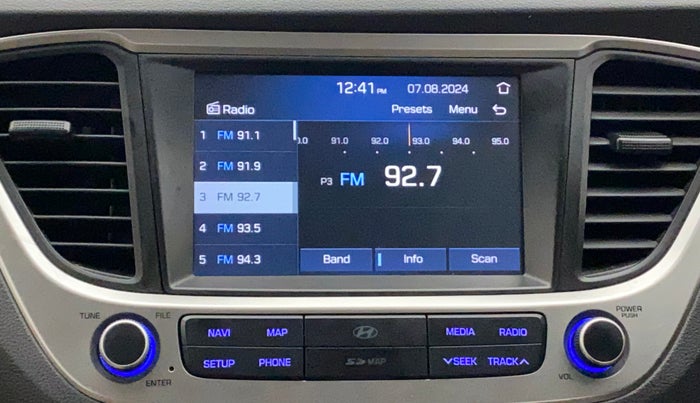 12:41 PM 07.08.2024
Radio Presets Menu
1 FM 91.1
2 FM 91.9
3 FM 92.7
4 FM 93.5
5 FM 94.3
.0 91.0 92.0 93.0 94.0 95.0
P3 FM 92.7
Band Info Scan
TUNE FILE
ENTER
NAVI MAP
SETUP PHONE
SD MAP
MEDIA RADIO
SEEK TRACK
POWER
PUSH
VOL